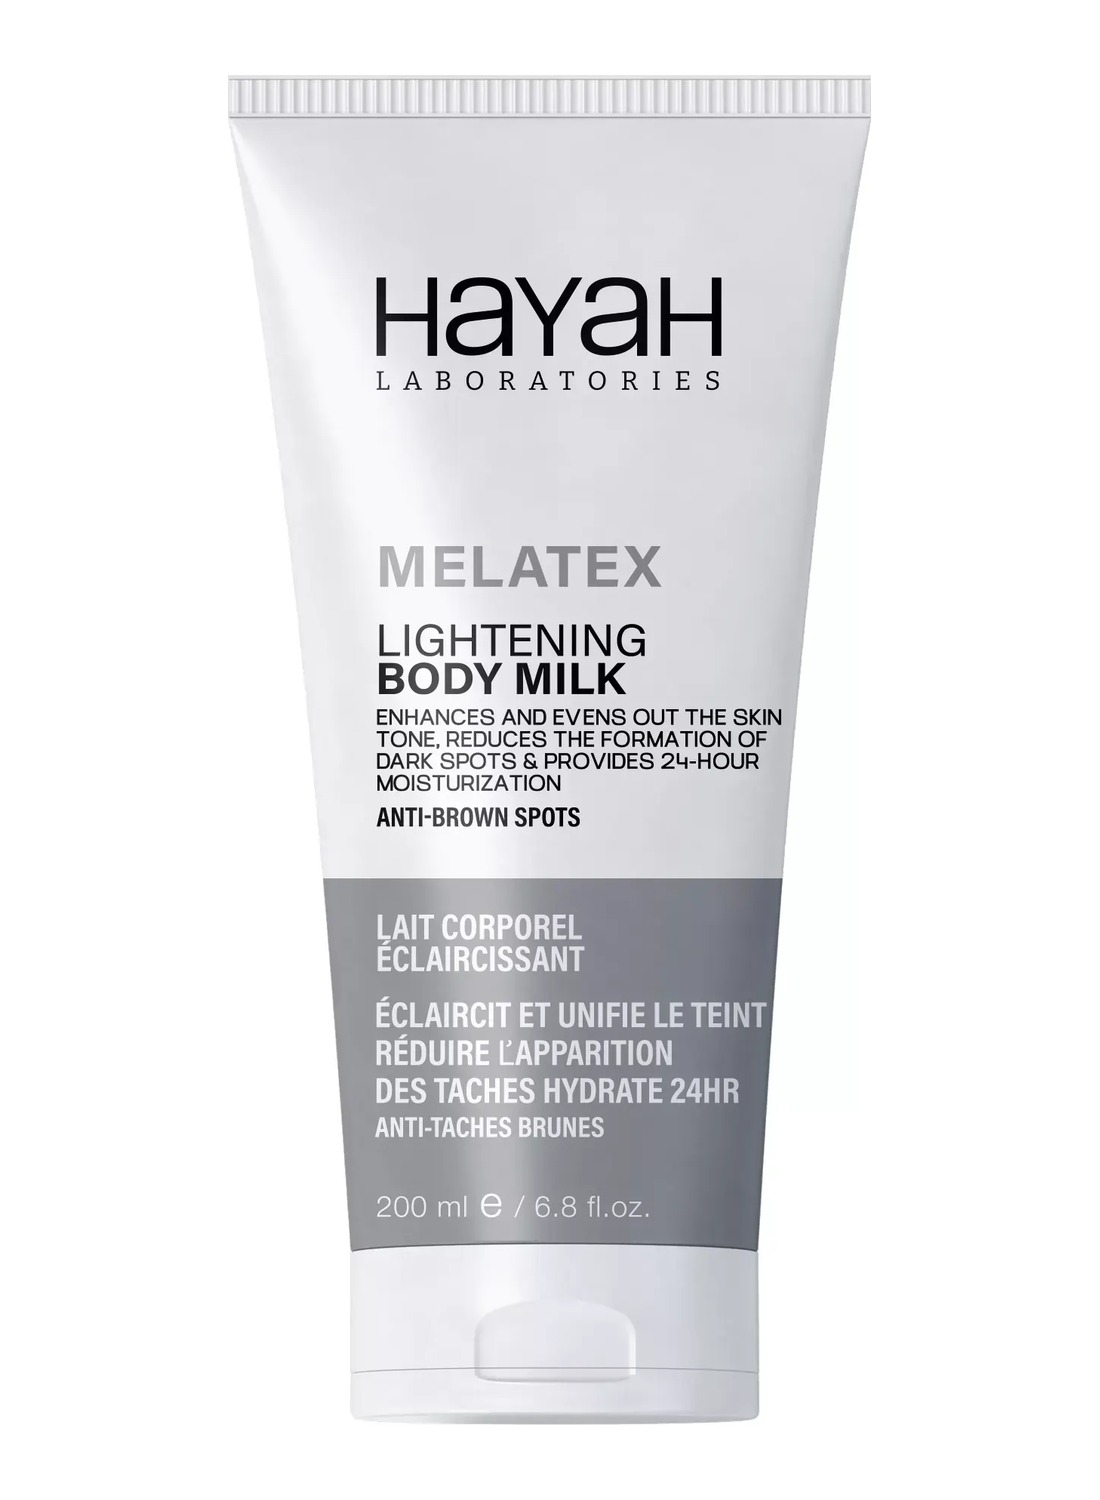 HaYaH
LABORATORIES
MELATEX
LIGHTENING
BODY MILK
ENHANCES AND EVENS OUT THE SKIN
TONE, REDUCES THE FORMATION OF
DARK SPOTS & PROVIDES 24-HOUR
MOISTURIZATION
ANTI-BROWN SPOTS
LAIT CORPOREL
ÉCLAIRCISSANT
ÉCLAIRCIT ET UNIFIE LE TEINT
RÉDUIRE L'APPARITION
DES TACHES HYDRATE 24HR
ANTI-TACHES BRUNES
200 ml e / 6.8 fl.oz.